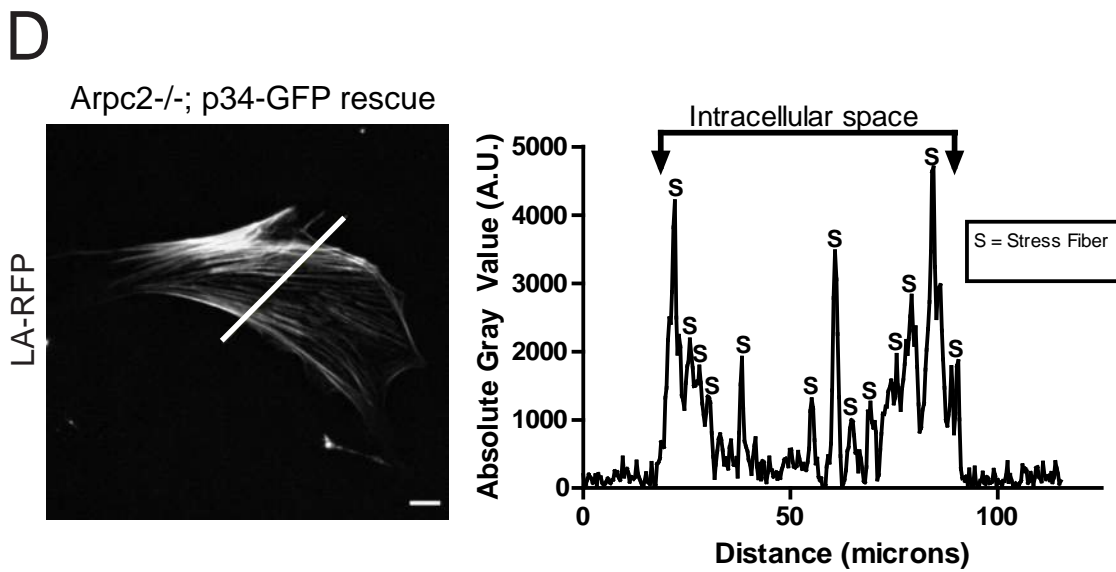 D
Arpc2-/-; p34-GFP rescue
LA-RFP
Intracellular space
Absolute Gray Value (A.U.)
5000
4000
3000
2000
1000
0
S
S
S
S
S
S
S
S
S
S
S
S
S
S = Stress Fiber
0
50
100
Distance (microns)